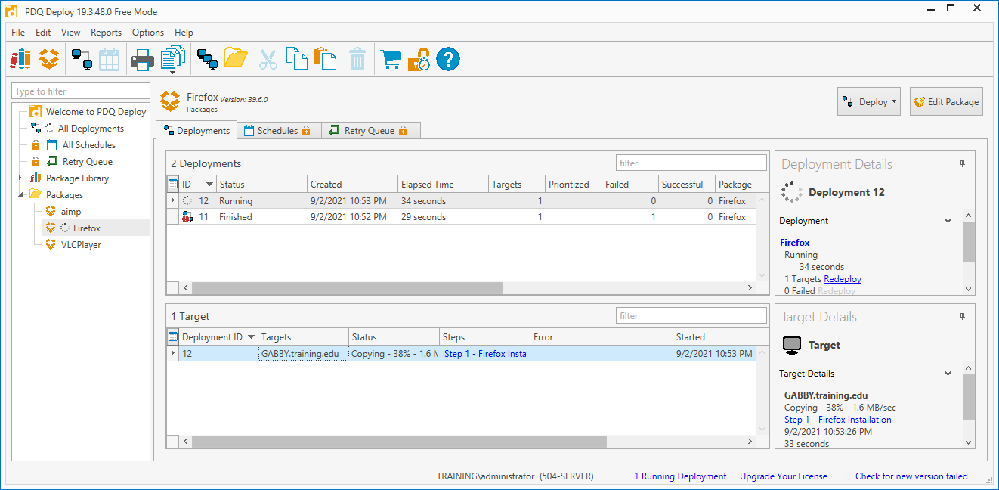 PDQ Deploy 19.3.48.0 Free Mode
File Edit View Reports Options Help
Type to filter
Welcome to PDQ Deploy
All Deployments
All Schedules
Retry Queue
Package Library
Packages
aimp
Firefox
VLCPlayer
Firefox Version: 39.6.0
Packages
Deploy
Edit Package
Deployments Schedules Retry Queue
2 Deployments
filter
ID Status Created Elapsed Time Targets Prioritized Failed Successful Package
12 Running 9/2/2021 10:53 PM 34 seconds 1 0 0 Firefox
11 Finished 9/2/2021 10:52 PM 29 seconds 1 1 0 Firefox
Deployment Details
Deployment 12
Deployment
Firefox
Running
34 seconds
1 Targets Redeploy
0 Failed Redeploy
1 Target
filter
Deployment ID Targets Status Steps Error Started
12 GABBY.training.edu Copying - 38% - 1.6 M Step 1 - Firefox Insta 9/2/2021 10:53 PM
Target Details
Target
Target Details
GABBY.training.edu
Copying - 38% - 1.6 MB/sec
Step 1 - Firefox Installation
9/2/2021 10:53:26 PM
33 seconds
TRAINING\administrator (504-SERVER) 1 Running Deployment Upgrade Your License Check for new version failed